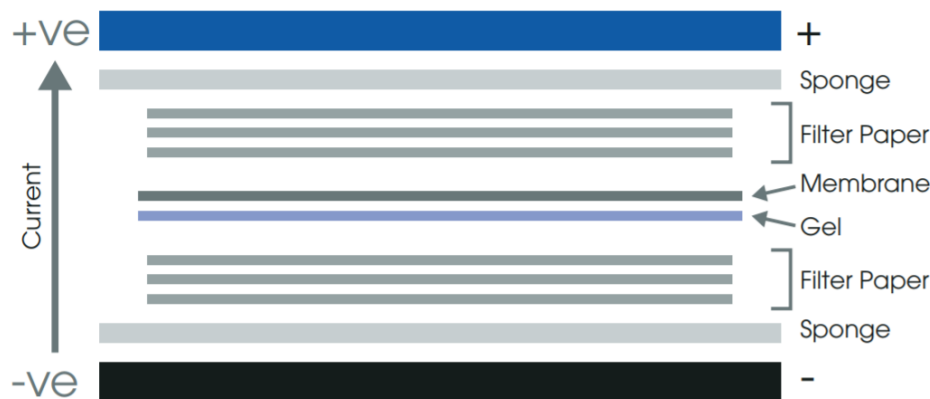 +ve
+
Sponge
Filter Paper
Membrane
Gel
Current
Filter Paper
Sponge
-ve
-